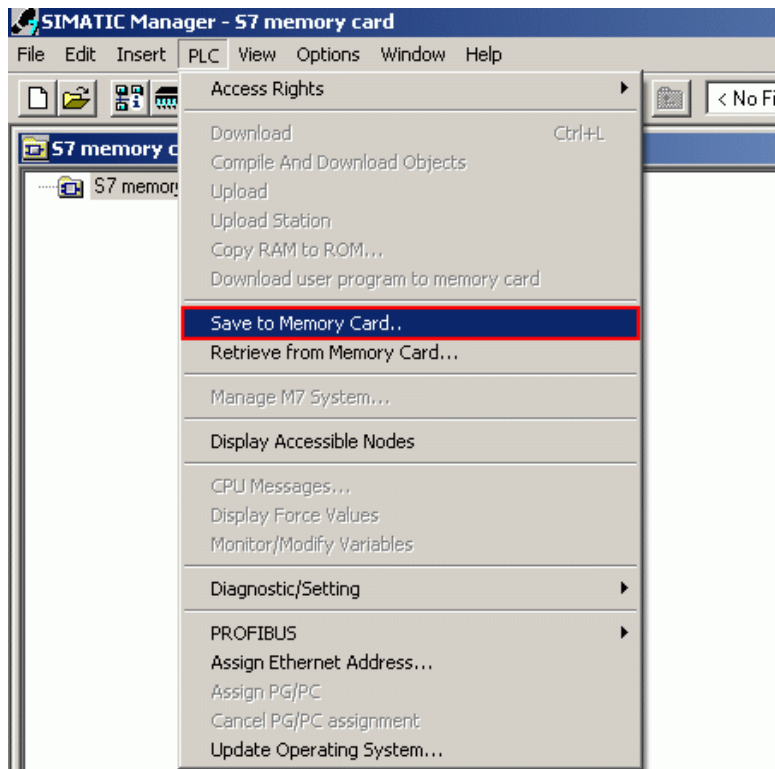 SIMATIC Manager - S7 memory card
File Edit Insert PLC View Options Window Help
Access Rights
< No Fi
Download Ctrl+L
S7 memory c
Compile And Download Objects
S7 memor
Upload
Upload Station
Copy RAM to ROM...
Download user program to memory card
Save to Memory Card..
Retrieve from Memory Card...
Manage M7 System...
Display Accessible Nodes
CPU Messages...
Display Force Values
Monitor/Modify Variables
Diagnostic/Setting
PROFIBUS
Assign Ethernet Address...
Assign PG/PC
Cancel PG/PC assignment
Update Operating System...